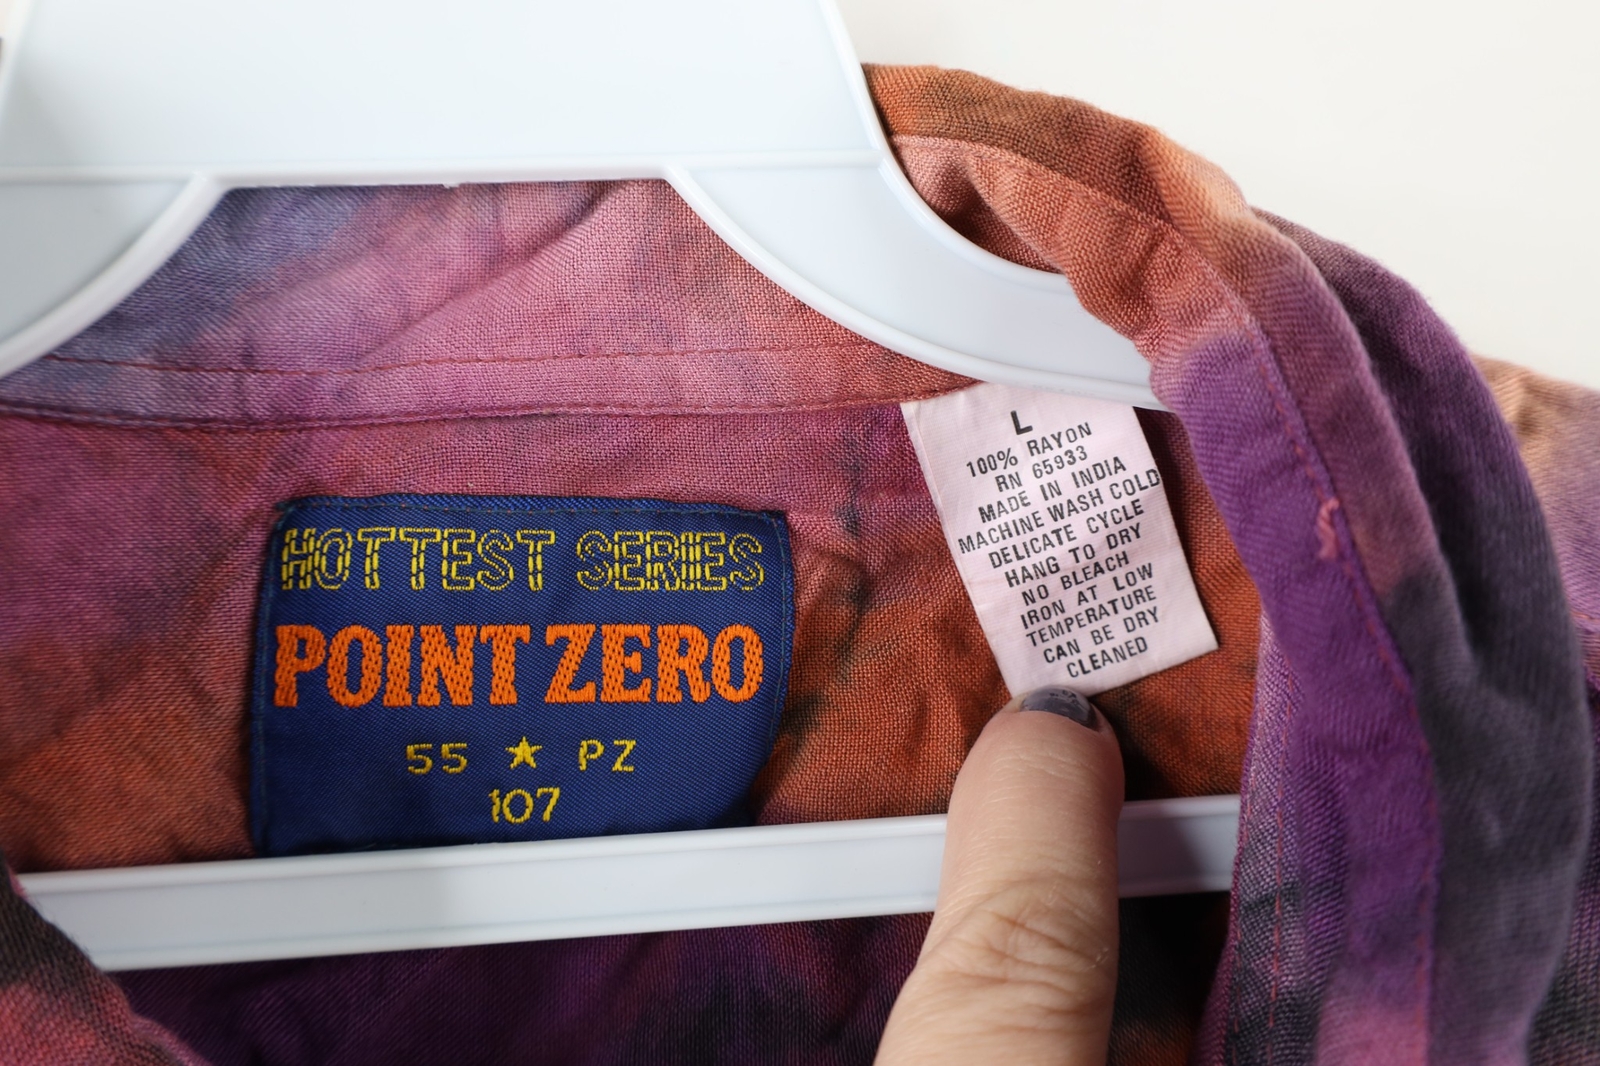 HOTTEST SERIES
POINT ZERO
55 ★ PZ
107
L
100% RAYON
RN 65933
MADE IN INDIA
MACHINE WASH COLD
DELICATE CYCLE
HANG TO DRY
NO BLEACH
IRON AT LOW
TEMPERATURE
CAN BE DRY
CLEANED